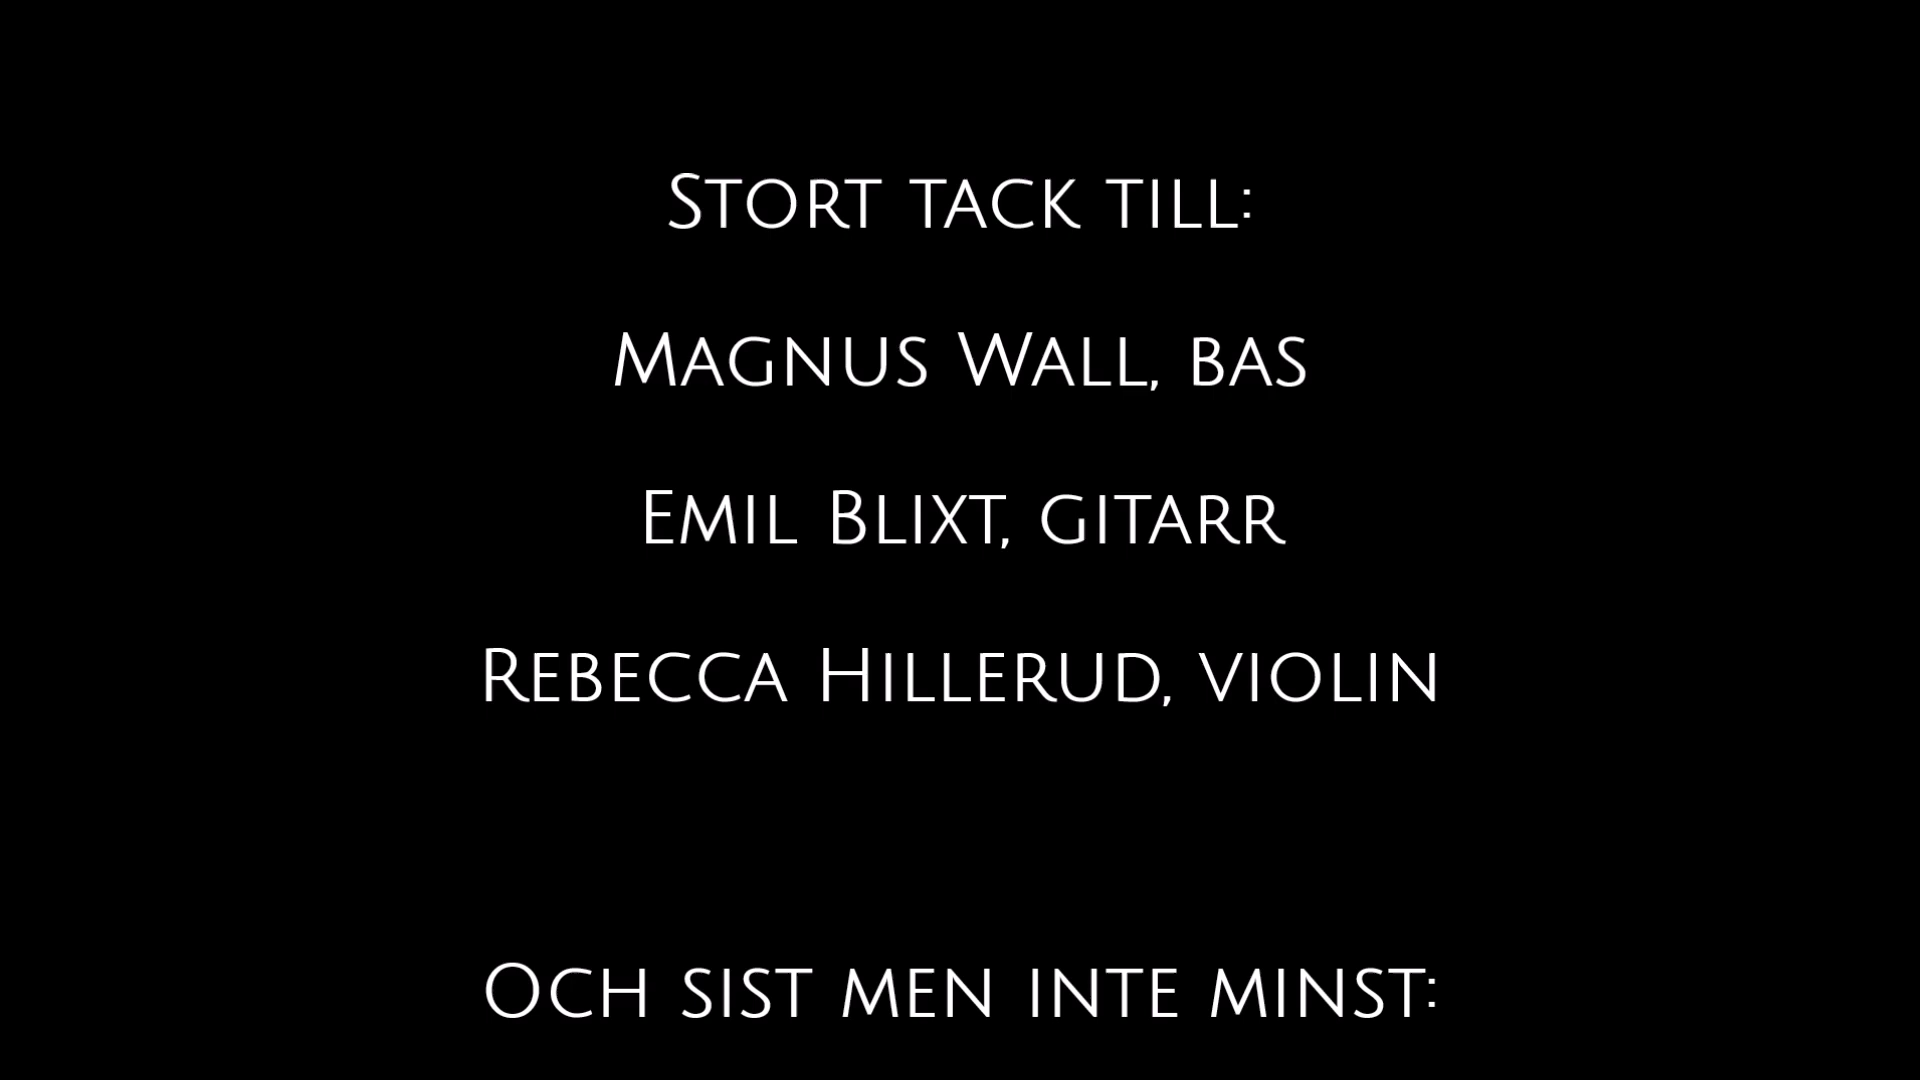 Stort tack till:
Magnus Wall, bas
Emil Blixt, gitarr
Rebecca Hillerud, violin
Och sist men inte minst: